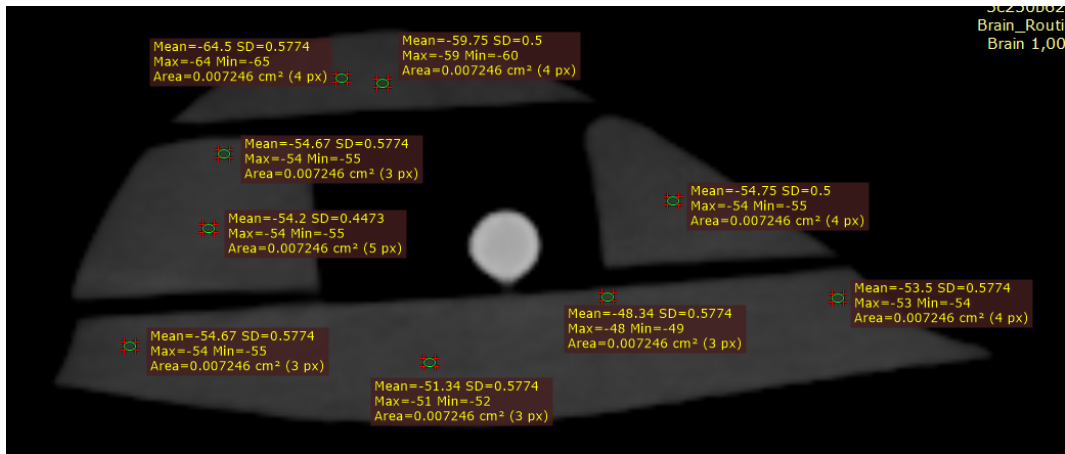 Brain_Routi
Brain 1,00
Mean=-64.5 SD=0.5774
Max=-64 Min=-65
Area=0.007246 cm² (4 px)
Mean=-59.75 SD=0.5
Max=-59 Min=-60
Area=0.007246 cm² (4 px)
Mean=-54.67 SD=0.5774
Max=-54 Min=-55
Area=0.007246 cm² (3 px)
Mean=-54.2 SD=0.4473
Max=-54 Min=-55
Area=0.007246 cm² (5 px)
Mean=-54.75 SD=0.5
Max=-54 Min=-55
Area=0.007246 cm² (4 px)
Mean=-53.5 SD=0.5774
Max=-53 Min=-54
Area=0.007246 cm² (4 px)
Mean=-48.34 SD=0.5774
Max=-48 Min=-49
Area=0.007246 cm² (3 px)
Mean=-54.67 SD=0.5774
Max=-54 Min=-55
Area=0.007246 cm² (3 px)
Mean=-51.34 SD=0.5774
Max=-51 Min=-52
Area=0.007246 cm² (3 px)